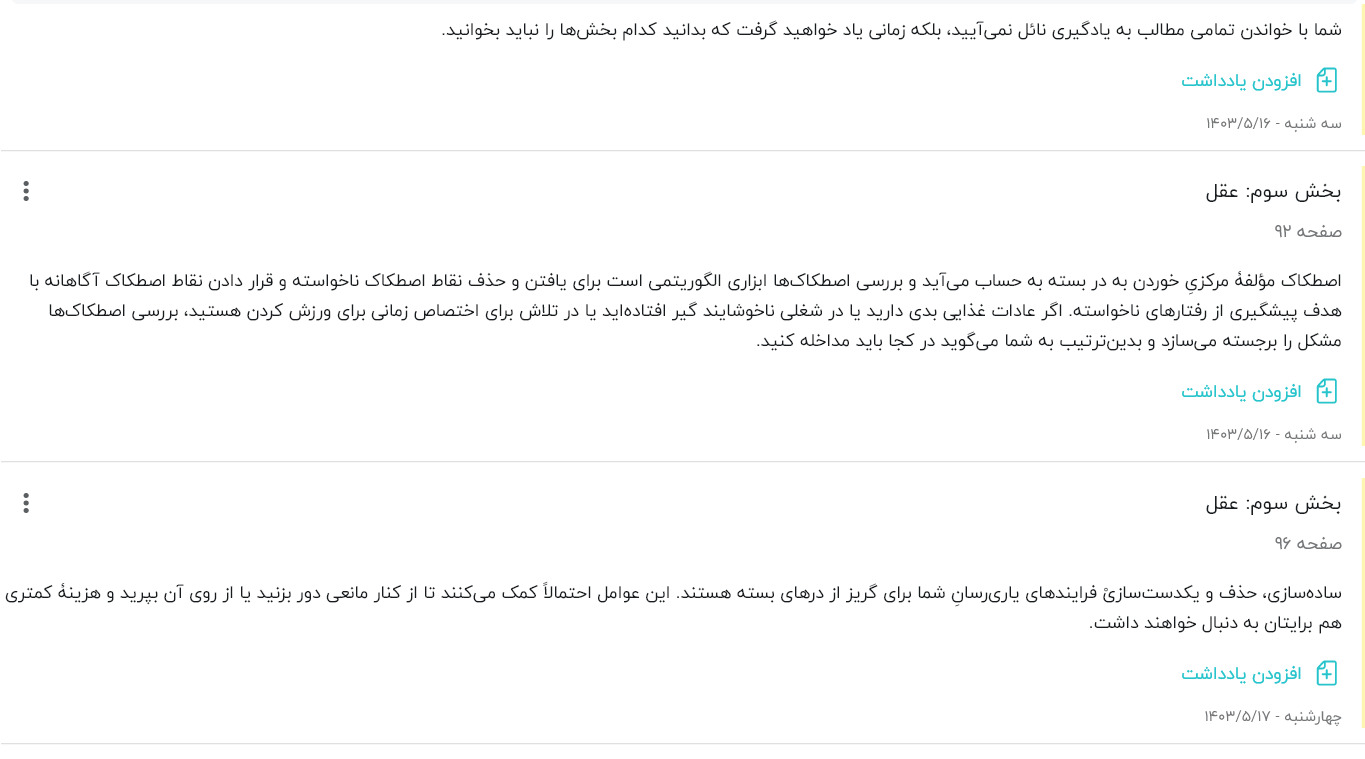 شما با خواندن تمامی مطالب به یادگیری نائل نمی‌آیید، بلکه زمانی یاد خواهید گرفت که بدانید کدام بخش‌ها را نباید بخوانید.
افزودن یادداشت
سه شنبه - ۱۴۰۳/۵/۱۶
بخش سوم: عقل
صفحه ۹۲
اصطکاک مؤلفهٔ مرکزیِ خوردن به در بسته به حساب می‌آید و بررسی اصطکاک‌ها ابزاری الگوریتمی است برای یافتن و حذف نقاط اصطکاک ناخواسته و قرار دادن نقاط اصطکاک آگاهانه با
هدف پیشگیری از رفتارهای ناخواسته. اگر عادات غذایی بدی دارید یا در شغلی ناخوشایند گیر افتاده‌اید یا در تلاش برای اختصاص زمانی برای ورزش کردن هستید، بررسی اصطکاک‌ها
مشکل را برجسته می‌سازد و بدین‌ترتیب به شما می‌گوید در کجا باید مداخله کنید.
افزودن یادداشت
سه شنبه - ۱۴۰۳/۵/۱۶
بخش سوم: عقل
صفحه ۹۶
ساده‌سازی، حذف و یکدست‌سازیْ فرایندهای یاری‌رسانِ شما برای گریز از درهای بسته هستند. این عوامل احتمالاً کمک می‌کنند تا از کنار مانعی دور بزنید یا از روی آن بپرید و هزینهٔ کمتری
هم برایتان به دنبال خواهند داشت.
افزودن یادداشت
چهارشنبه - ۱۴۰۳/۵/۱۷